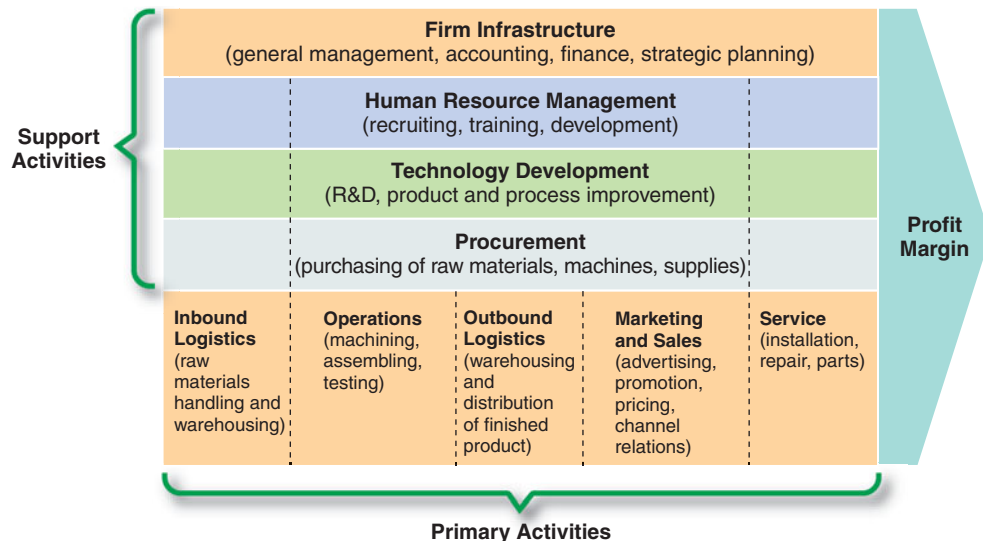 Firm Infrastructure
(general management, accounting, finance, strategic planning)
Human Resource Management
(recruiting, training, development)
Support
Activities
Technology Development
(R&D, product and process improvement)
Procurement
(purchasing of raw materials, machines, supplies)
Profit
Margin
Inbound
Logistics
(raw
materials
handling and
warehousing)
Operations
(machining,
assembling,
testing)
Outbound
Logistics
(warehousing
and
distribution
of finished
product)
Marketing
and Sales
(advertising,
promotion,
pricing,
channel
relations)
Service
(installation,
repair, parts)
Primary Activities